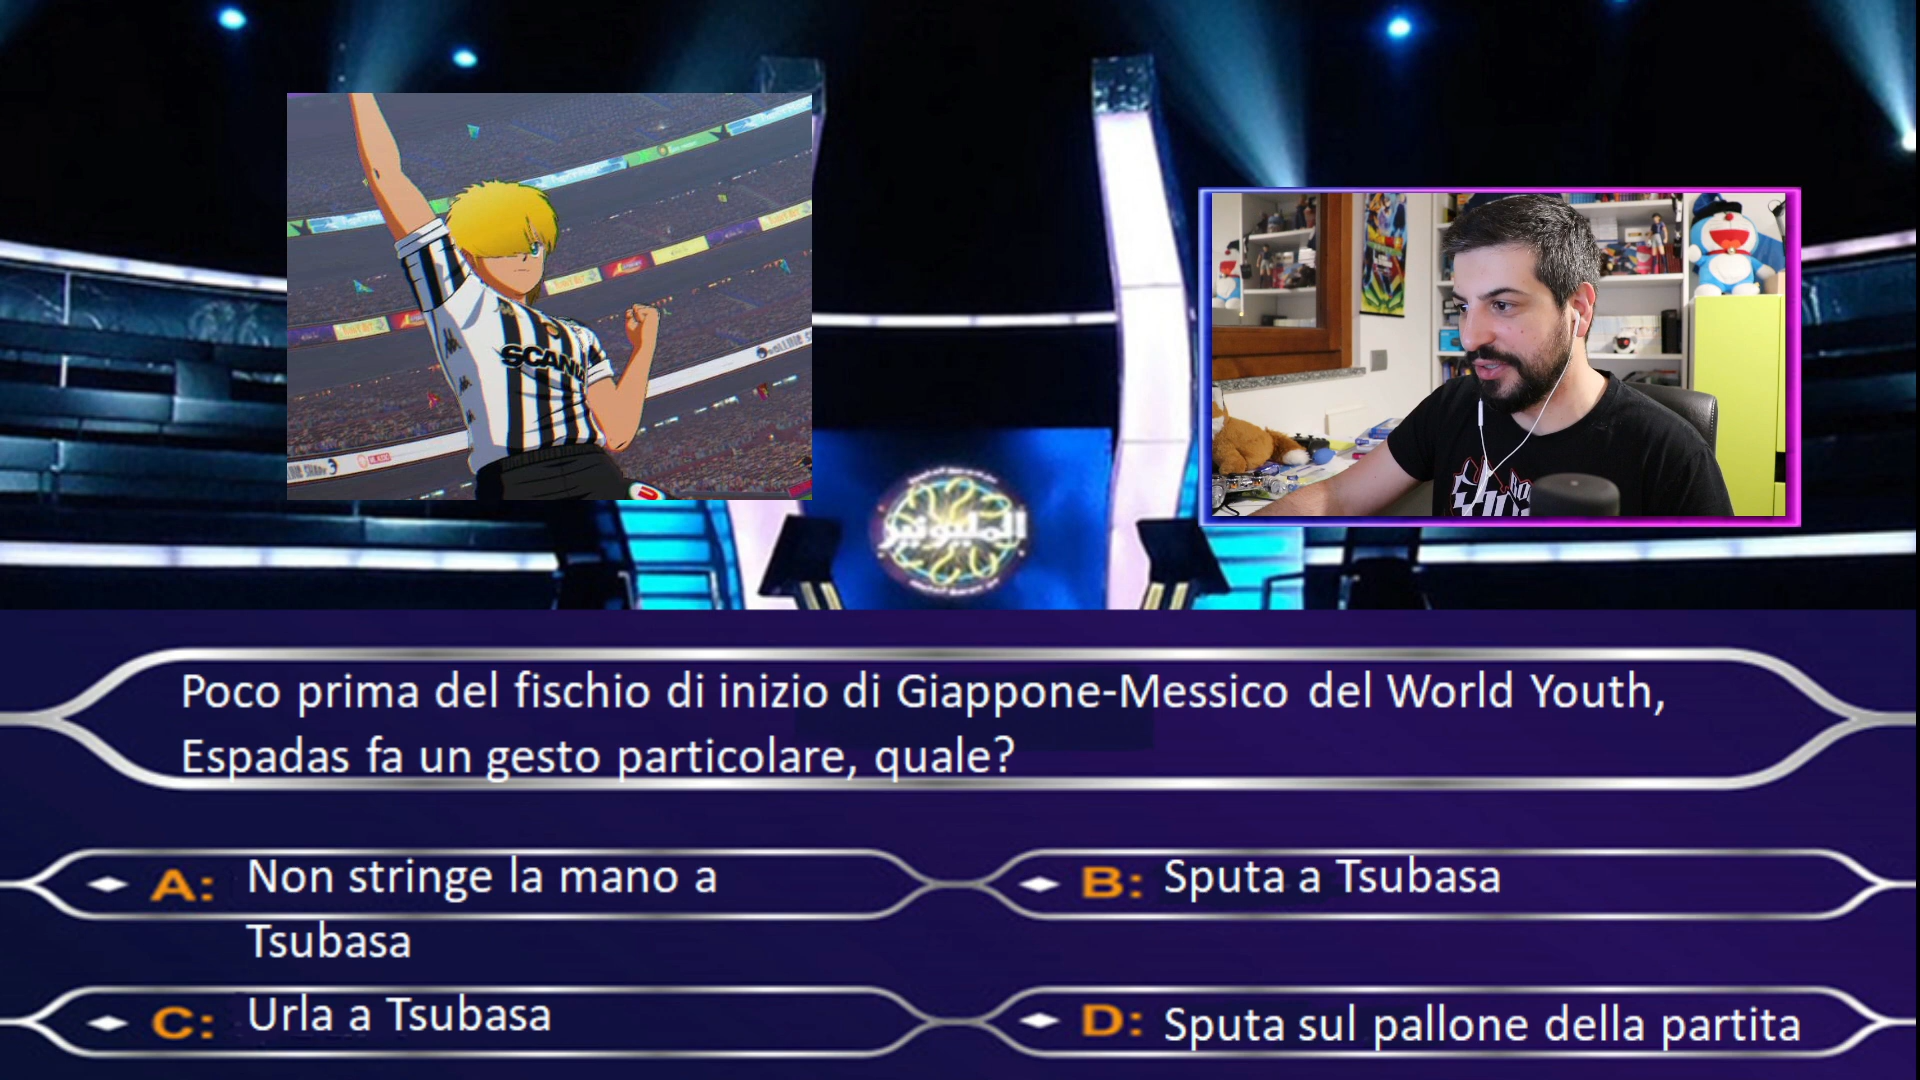 SCANIA
المليونير
Poco prima del fischio di inizio di Giappone-Messico del World Youth,
Espadas fa un gesto particolare, quale?
A: Non stringe la mano a
Tsubasa
B: Sputa a Tsubasa
C: Urla a Tsubasa
D: Sputa sul pallone della partita